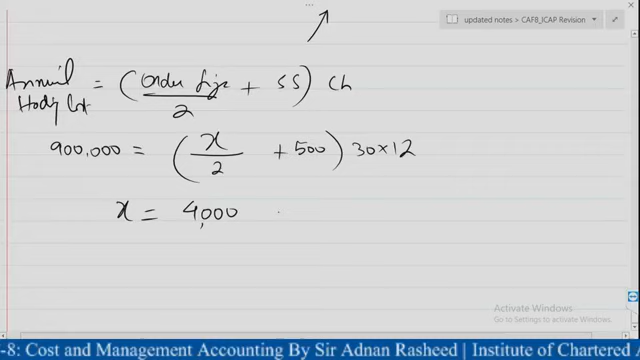 updated notes > CAF8_ICAP Revision
Annual Holdg Cost = (Order Size / 2 + SS) Ch
900,000 = (x / 2 + 500) 30 × 12
x = 4,000
Activate Windows
Go to Settings to activate Windows.
-8: Cost and Management Accounting By Sir Adnan Rasheed | Institute of Chartered